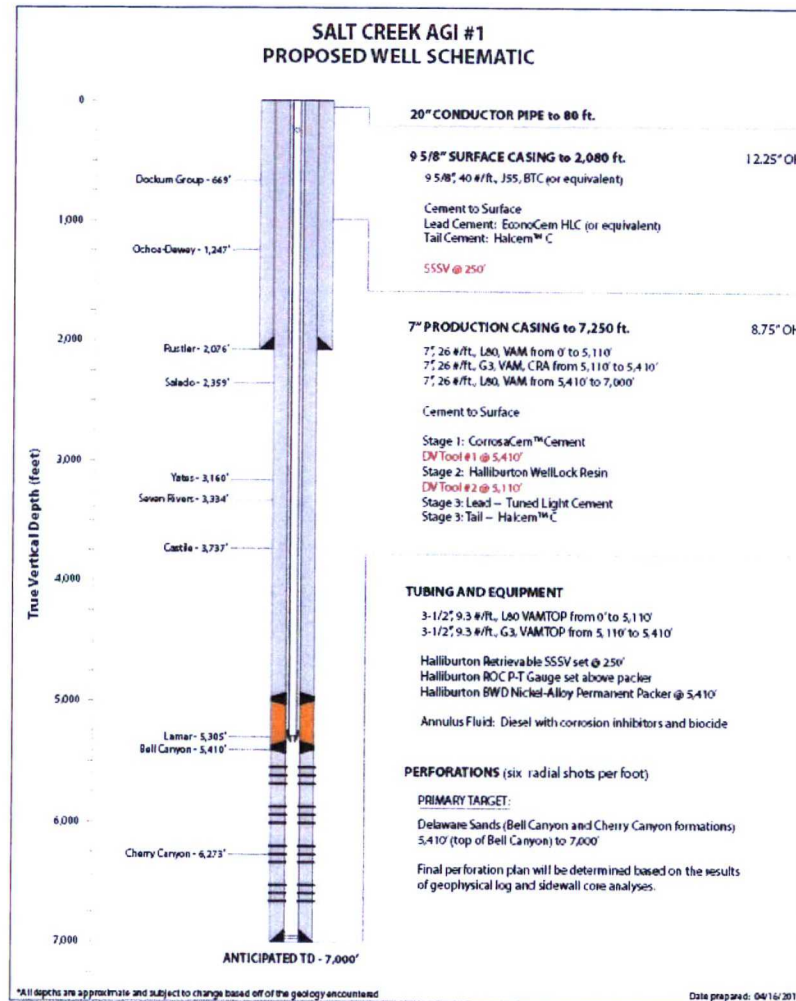 SALT CREEK AGI #1
PROPOSED WELL SCHEMATIC
0
20" CONDUCTOR PIPE to 80 ft.
9 5/8" SURFACE CASING to 2,080 ft.
12.25" OH
9 5/8", 40 #/ft., J55, BTC (or equivalent)
Dockum Group - 669'
Cement to Surface
Lead Cement: EconoCem HLC (or equivalent)
Tail Cement: Halcem™ C
1,000
Ochoa-Dewey - 1,247'
SSSV @ 250'
7" PRODUCTION CASING to 7,250 ft.
8.75" OH
2,000
Rustler - 2,076'
7", 26 #/ft., L80, VAM from 0' to 5,110'
7", 26 #/ft., G3, VAM, CRA from 5,110' to 5,410'
7", 26 #/ft., L80, VAM from 5,410' to 7,000'
Salado - 2,359'
Cement to Surface
Stage 1: CorrosaCem™ Cement
DV Tool #1 @ 5,410'
3,000
Stage 2: Halliburton WellLock Resin
Yates - 3,160'
DV Tool #2 @ 5,110'
Seven Rivers - 3,334'
Stage 3: Lead – Tuned Light Cement
Stage 3: Tail – Halcem™ C
Castile - 3,737'
True Vertical Depth (feet)
4,000
TUBING AND EQUIPMENT
3-1/2", 9.3 #/ft., L80 VAMTOP from 0' to 5,110'
3-1/2", 9.3 #/ft., G3, VAMTOP from 5,110' to 5,410'
Halliburton Retrievable SSSV set @ 250'
Halliburton ROC P-T Gauge set above packer
Halliburton BWD Nickel-Alloy Permanent Packer @ 5,410'
5,000
Annulus Fluid: Diesel with corrosion inhibitors and biocide
Lamar - 5,305'
Bell Canyon - 5,410'
PERFORATIONS (six radial shots per foot)
PRIMARY TARGET:
6,000
Delaware Sands (Bell Canyon and Cherry Canyon formations)
5,410' (top of Bell Canyon) to 7,000'
Cherry Canyon - 6,273'
Final perforation plan will be determined based on the results
of geophysical log and sidewall core analyses.
7,000
ANTICIPATED TD - 7,000'
*All depths are approximate and subject to change based off of the geology encountered
Date prepared: 04/16/201